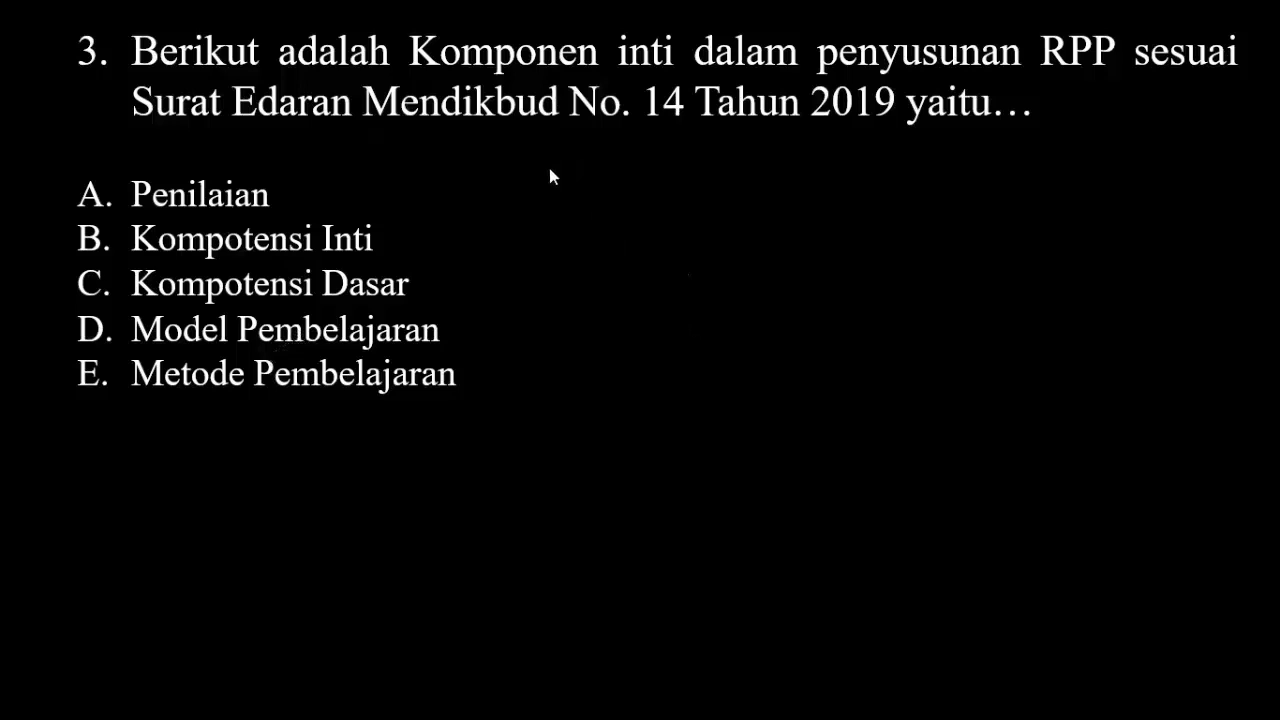 3. Berikut adalah Komponen inti dalam penyusunan RPP sesuai
Surat Edaran Mendikbud No. 14 Tahun 2019 yaitu…
A. Penilaian
B. Kompotensi Inti
C. Kompotensi Dasar
D. Model Pembelajaran
E. Metode Pembelajaran